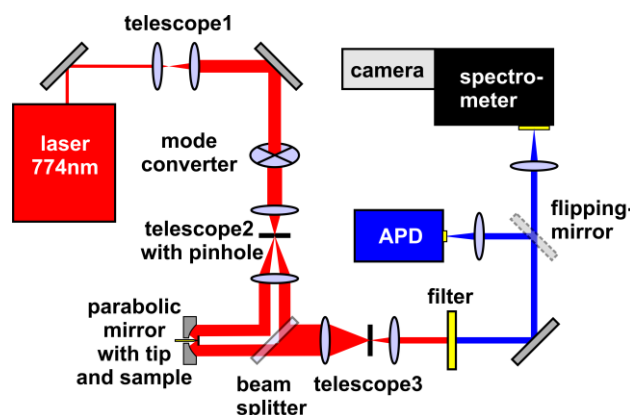 telescope1
camera
spectro-
meter
laser
774nm
mode
converter
flipping-
mirror
telescope2
with pinhole
APD
parabolic
mirror
with tip
and sample
filter
beam
splitter
telescope3